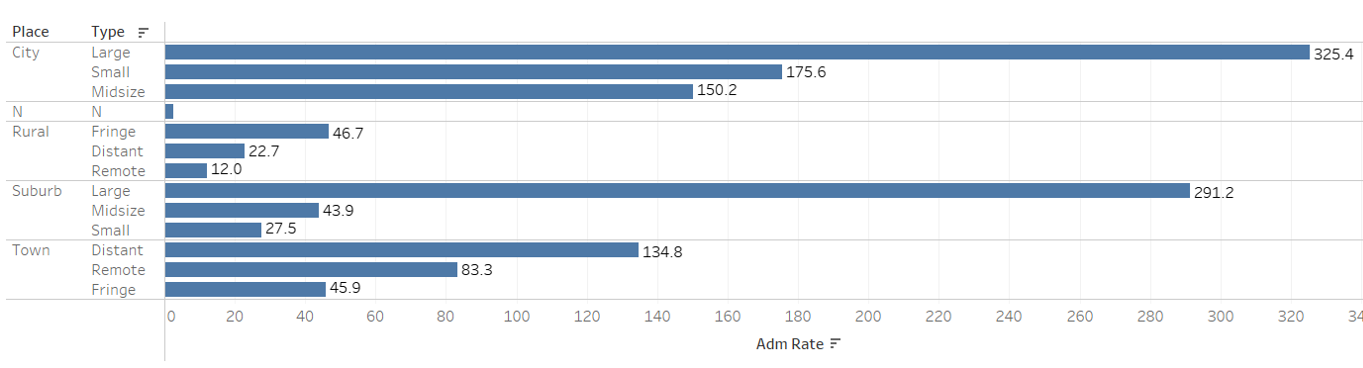 Place Type
City Large 325.4
Small 175.6
Midsize 150.2
N N
Rural Fringe 46.7
Distant 22.7
Remote 12.0
Suburb Large 291.2
Midsize 43.9
Small 27.5
Town Distant 134.8
Remote 83.3
Fringe 45.9
0 20 40 60 80 100 120 140 160 180 200 220 240 260 280 300 320 34
Adm Rate